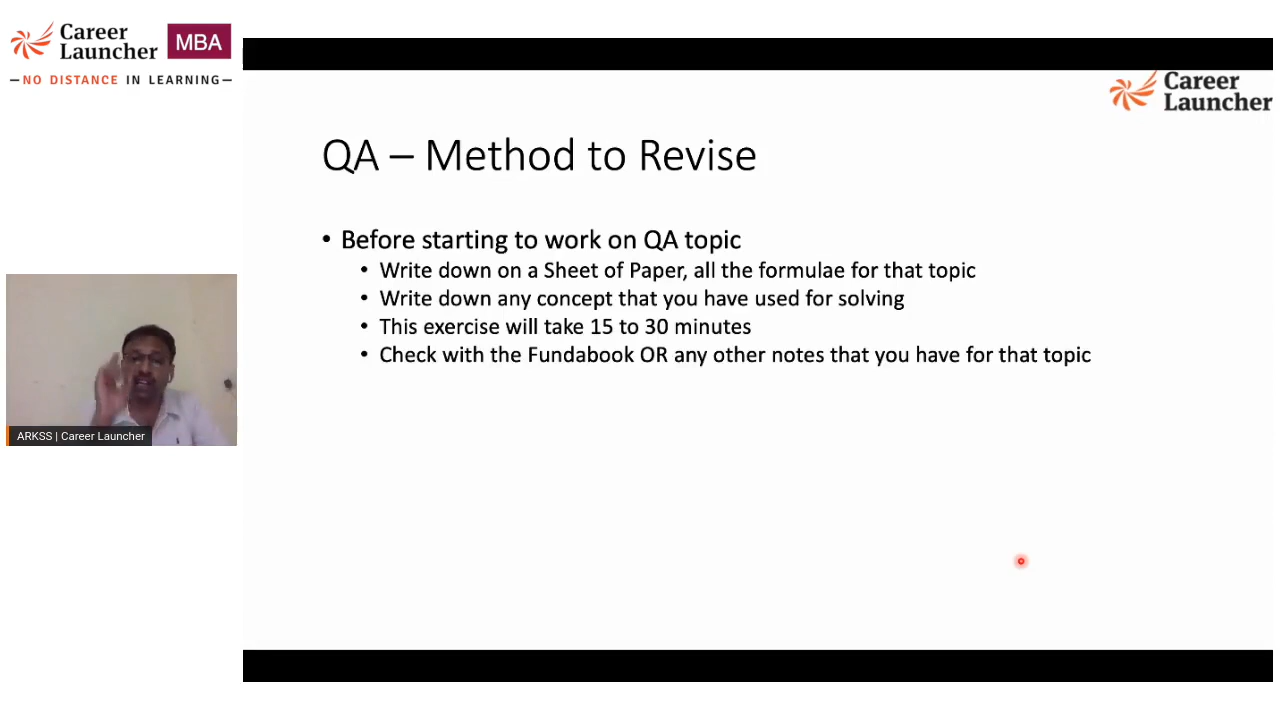 Career
Launcher
MBA
—NO DISTANCE IN LEARNING—
Career
Launcher
QA – Method to Revise
• Before starting to work on QA topic
• Write down on a Sheet of Paper, all the formulae for that topic
• Write down any concept that you have used for solving
• This exercise will take 15 to 30 minutes
• Check with the Fundabook OR any other notes that you have for that topic
ARKSS | Career Launcher